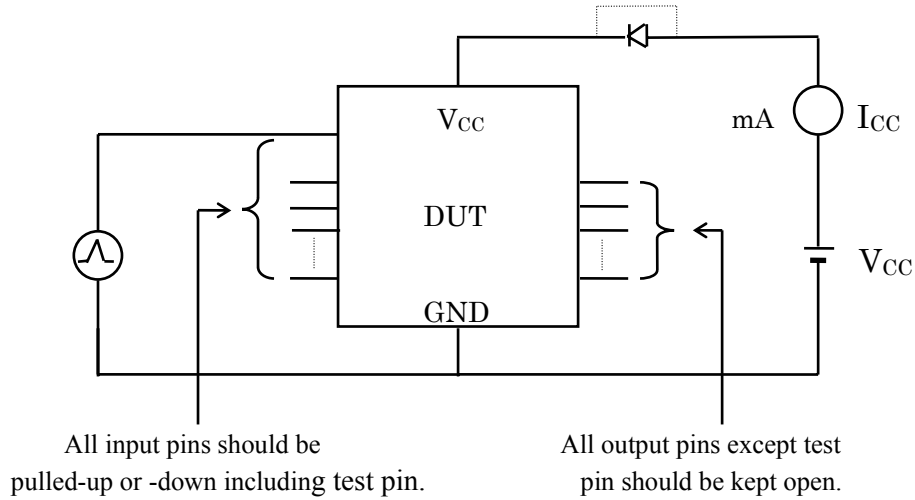 VCC
mA
ICC
DUT
VCC
GND
All input pins should be
pulled-up or -down including test pin.
All output pins except test
pin should be kept open.